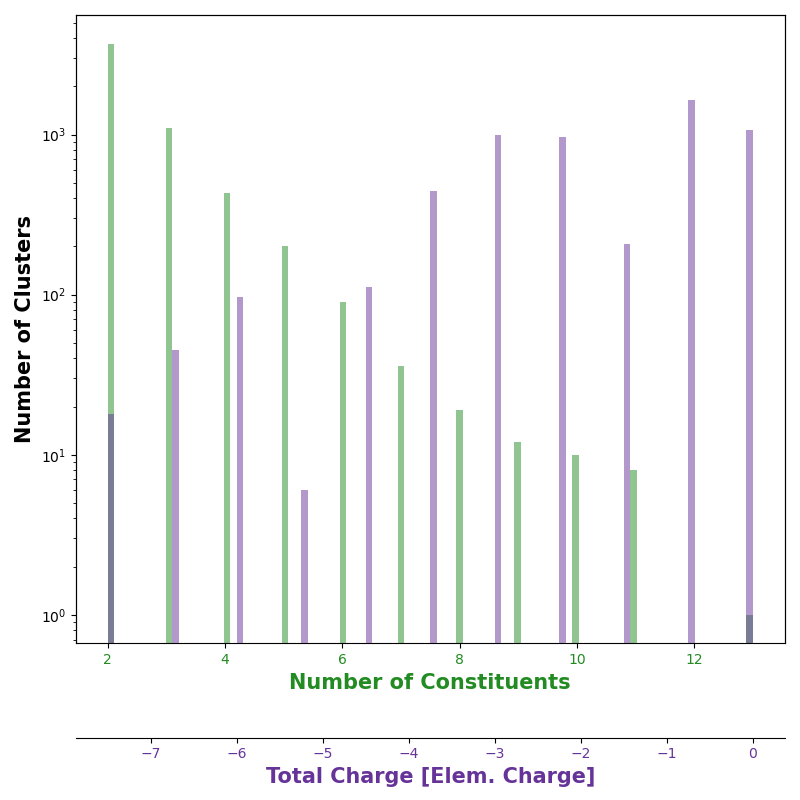 Number of Clusters
10³
10²
10¹
10⁰
2 4 6 8 10 12
Number of Constituents
−7 −6 −5 −4 −3 −2 −1 0
Total Charge [Elem. Charge]